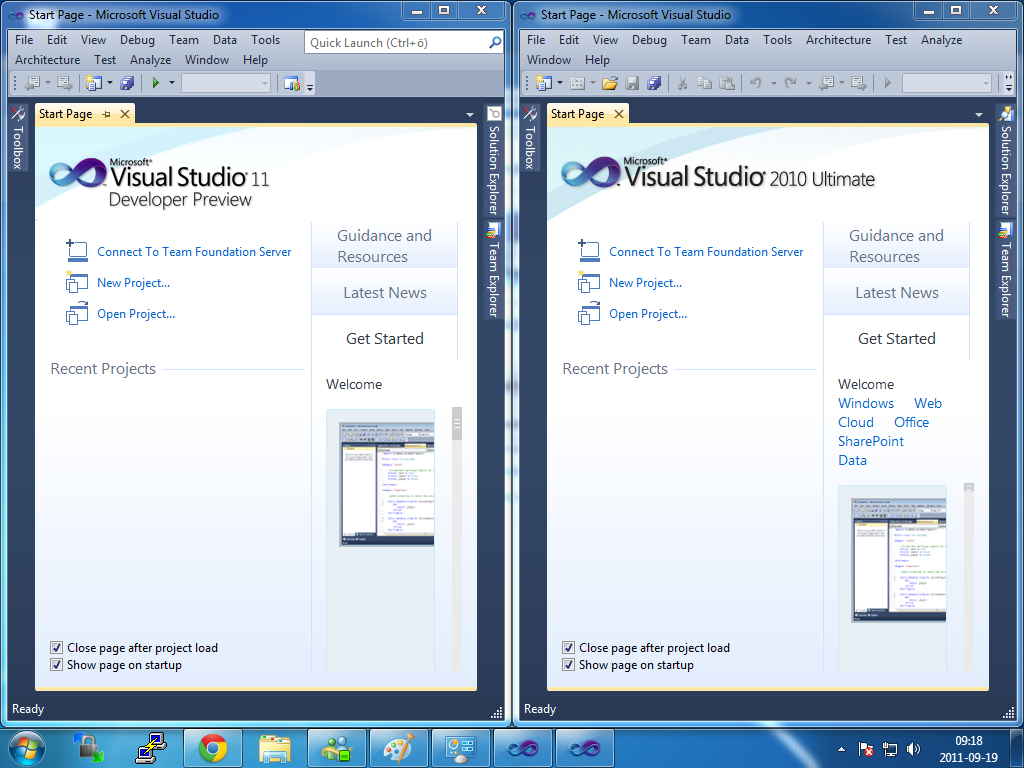 Start Page - Microsoft Visual Studio
File Edit View Debug Team Data Tools
Quick Launch (Ctrl+ö)
Architecture Test Analyze Window Help
Toolbox
Start Page
Solution Explorer
Team Explorer
Microsoft®
Visual Studio® 11
Developer Preview
Connect To Team Foundation Server
New Project...
Open Project...
Recent Projects
Guidance and
Resources
Latest News
Get Started
Welcome
Close page after project load
Show page on startup
Ready
Start Page - Microsoft Visual Studio
File Edit View Debug Team Data Tools Architecture Test Analyze
Window Help
Toolbox
Start Page
Solution Explorer
Team Explorer
Microsoft®
Visual Studio® 2010 Ultimate
Connect To Team Foundation Server
New Project...
Open Project...
Recent Projects
Guidance and
Resources
Latest News
Get Started
Welcome
Windows Web
Cloud Office
SharePoint
Data
Close page after project load
Show page on startup
Ready
09:18
2011-09-19